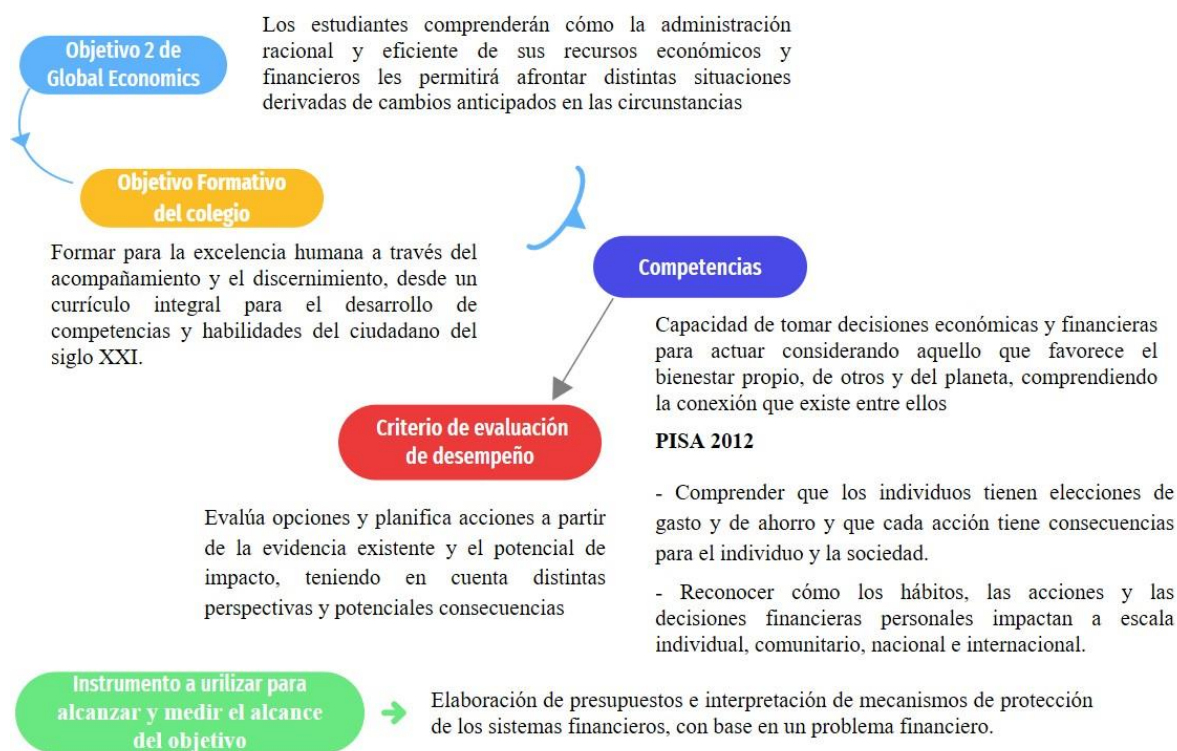 Objetivo 2 de
Global Economics
Los estudiantes comprenderán cómo la administración
racional y eficiente de sus recursos económicos y
financieros les permitirá afrontar distintas situaciones
derivadas de cambios anticipados en las circunstancias
Objetivo Formativo
del colegio
Formar para la excelencia humana a través del
acompañamiento y el discernimiento, desde un
currículo integral para el desarrollo de
competencias y habilidades del ciudadano del
siglo XXI.
Competencias
Capacidad de tomar decisiones económicas y financieras
para actuar considerando aquello que favorece el
bienestar propio, de otros y del planeta, comprendiendo
la conexión que existe entre ellos
PISA 2012
- Comprender que los individuos tienen elecciones de
gasto y de ahorro y que cada acción tiene consecuencias
para el individuo y la sociedad.
- Reconocer cómo los hábitos, las acciones y las
decisiones financieras personales impactan a escala
individual, comunitario, nacional e internacional.
Criterio de evaluación
de desempeño
Evalúa opciones y planifica acciones a partir
de la evidencia existente y el potencial de
impacto, teniendo en cuenta distintas
perspectivas y potenciales consecuencias
Instrumento a urilizar para
alcanzar y medir el alcance
del objetivo
Elaboración de presupuestos e interpretación de mecanismos de protección
de los sistemas financieros, con base en un problema financiero.